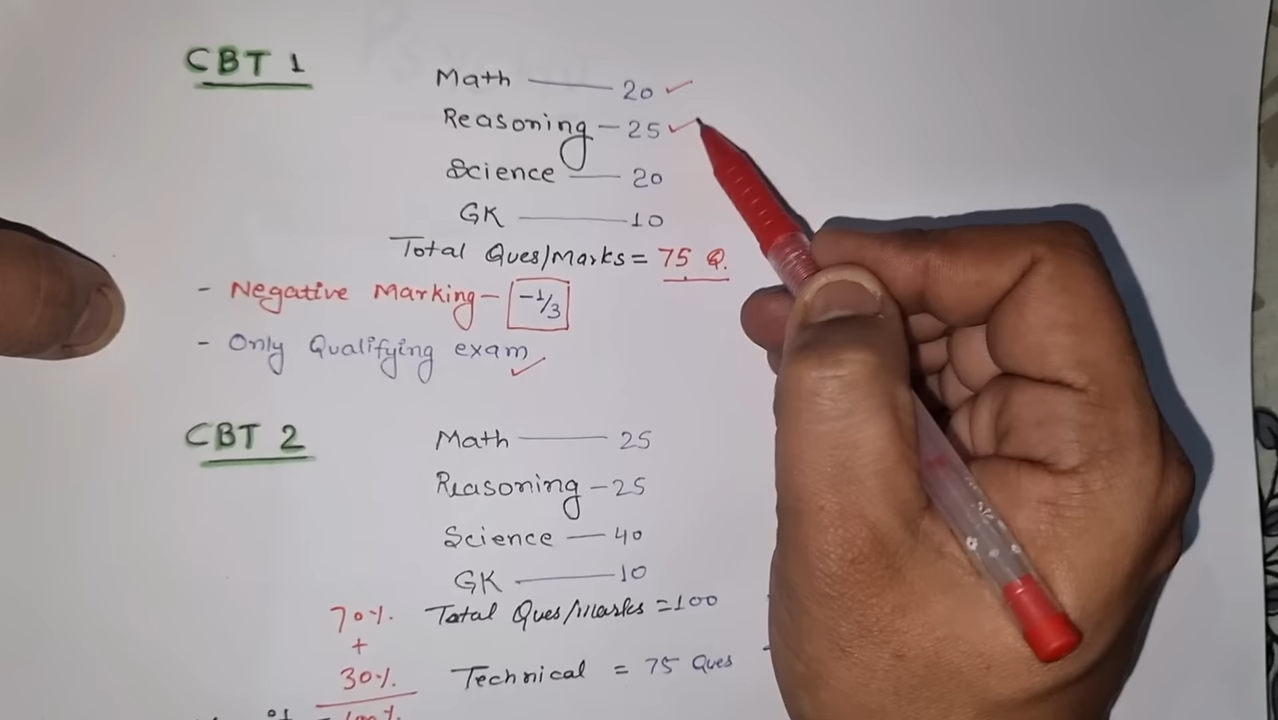 CBT 1
Math — 20 ✓
Reasoning — 25 ✓
Science — 20
GK — 10
Total Ques/Marks = 75 Q.
- Negative Marking - -1/3
- Only Qualifying exam ✓
CBT 2
Math — 25
Reasoning — 25
Science — 40
GK — 10
70% Total Ques/Marks = 100
+
30% Technical = 75 Ques
= 100%